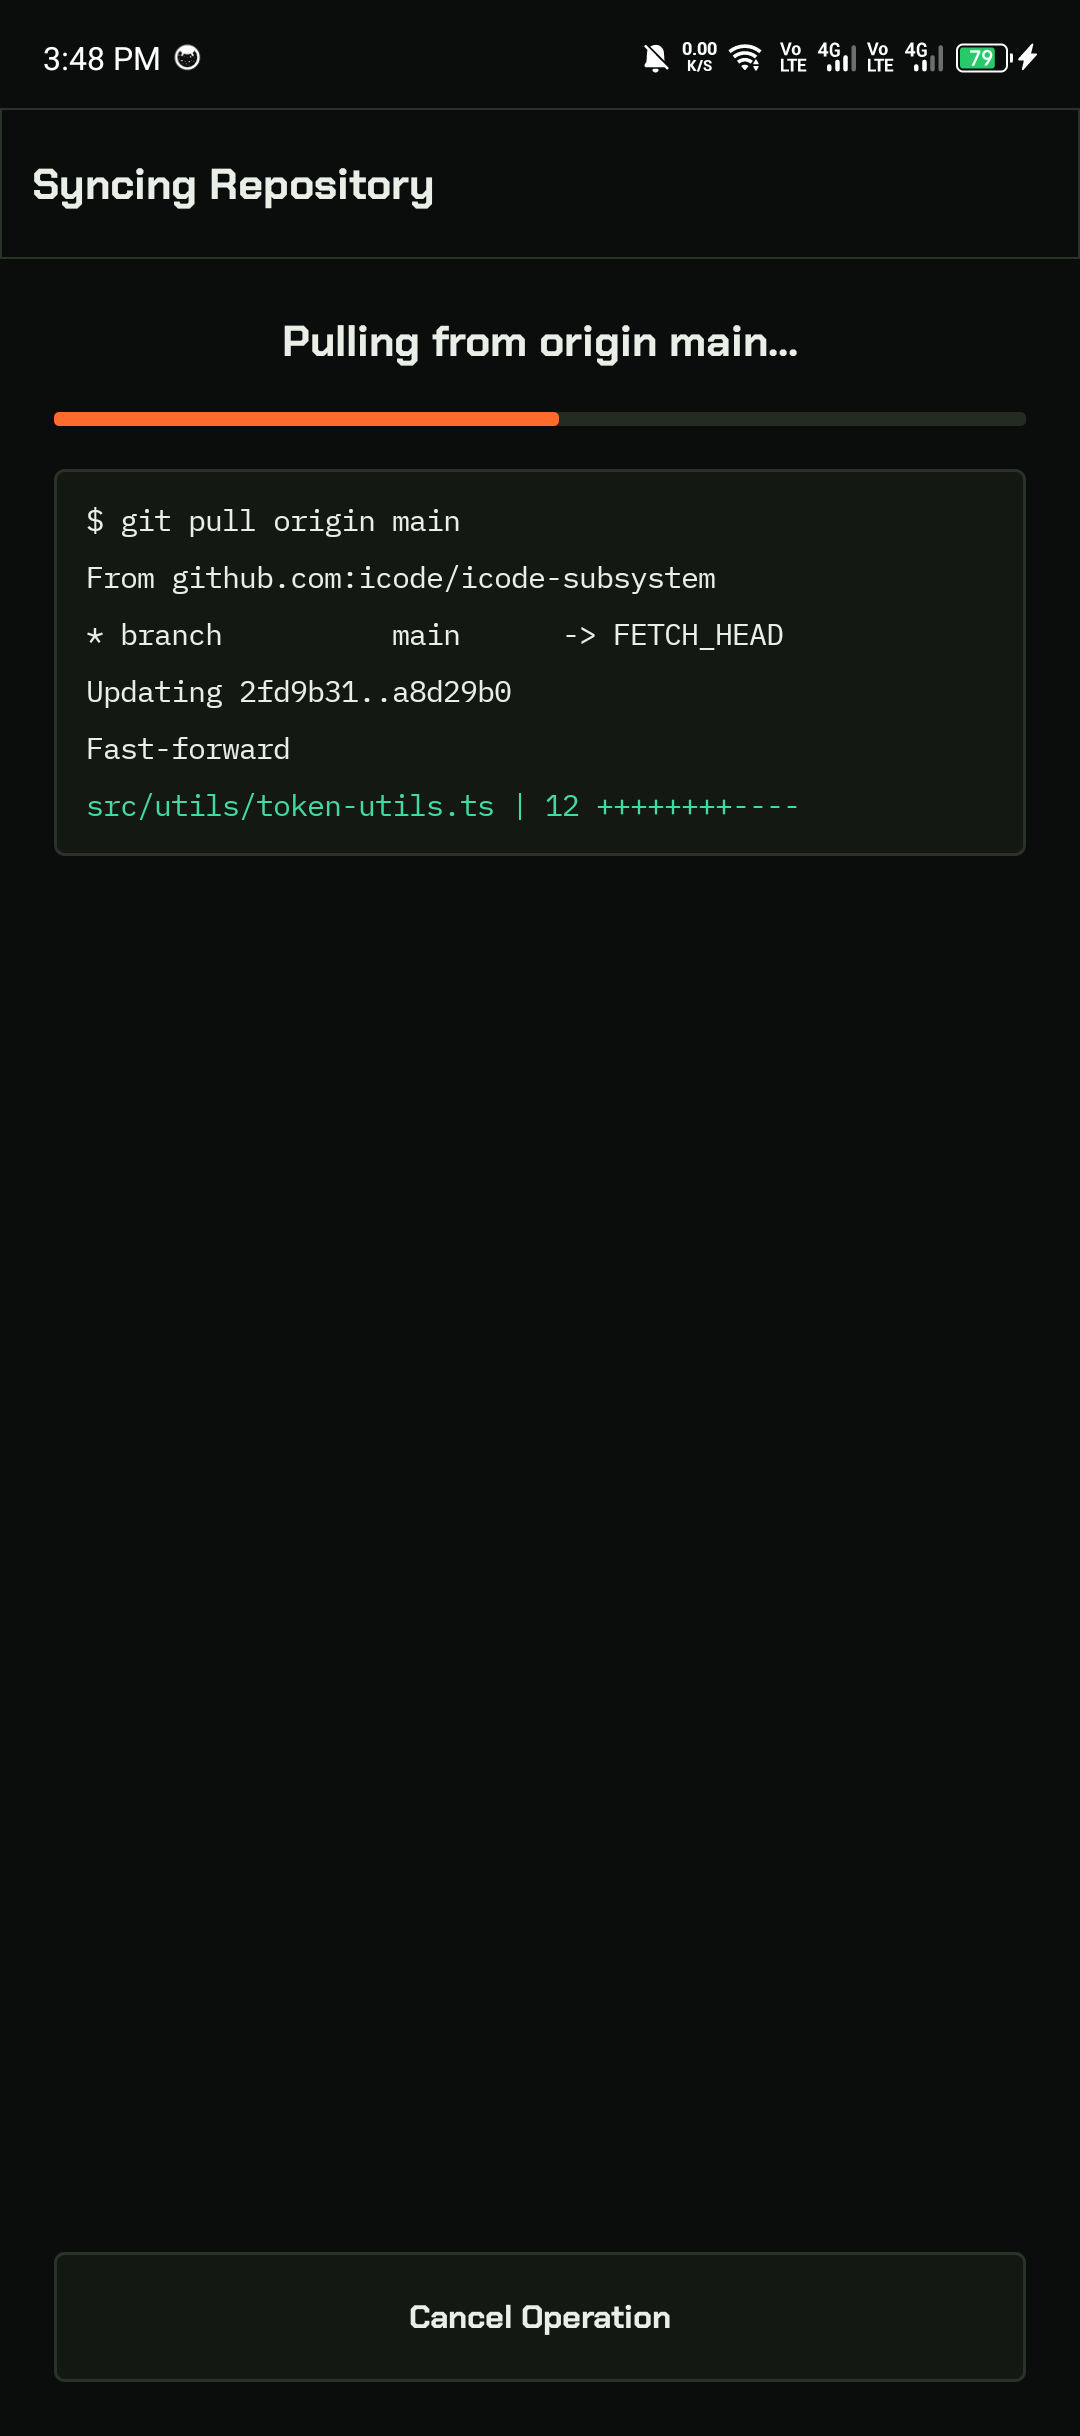 3:48 PM
0.00 K/S Vo LTE 4G Vo LTE 4G 79
Syncing Repository
Pulling from origin main...
$ git pull origin main
From github.com:icode/icode-subsystem
* branch          main      -> FETCH_HEAD
Updating 2fd9b31..a8d29b0
Fast-forward
src/utils/token-utils.ts | 12 ++++++++----
Cancel Operation